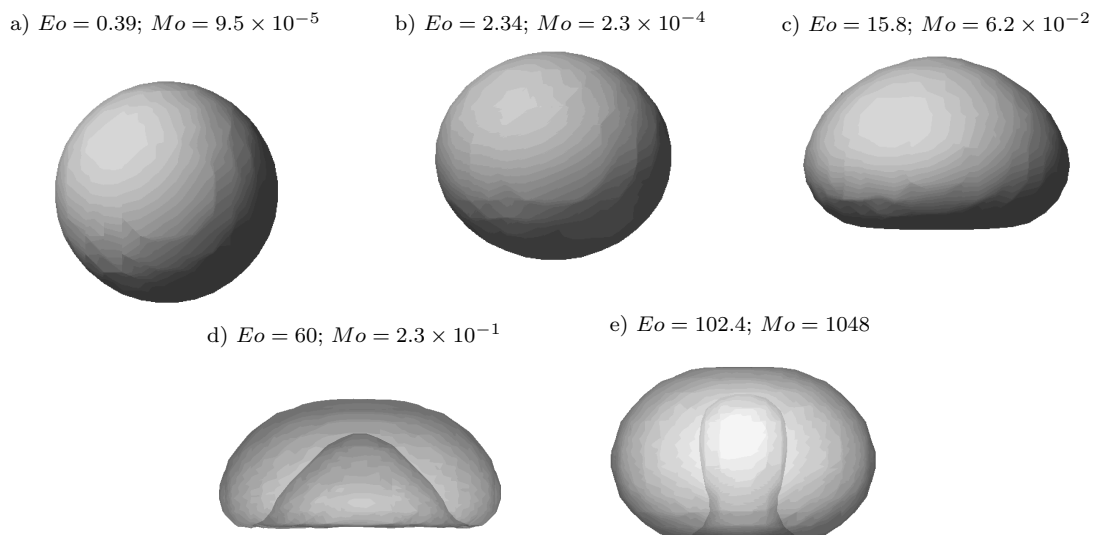 a) Eo = 0.39; Mo = 9.5 × 10⁻⁵
b) Eo = 2.34; Mo = 2.3 × 10⁻⁴
c) Eo = 15.8; Mo = 6.2 × 10⁻²
d) Eo = 60; Mo = 2.3 × 10⁻¹
e) Eo = 102.4; Mo = 1048